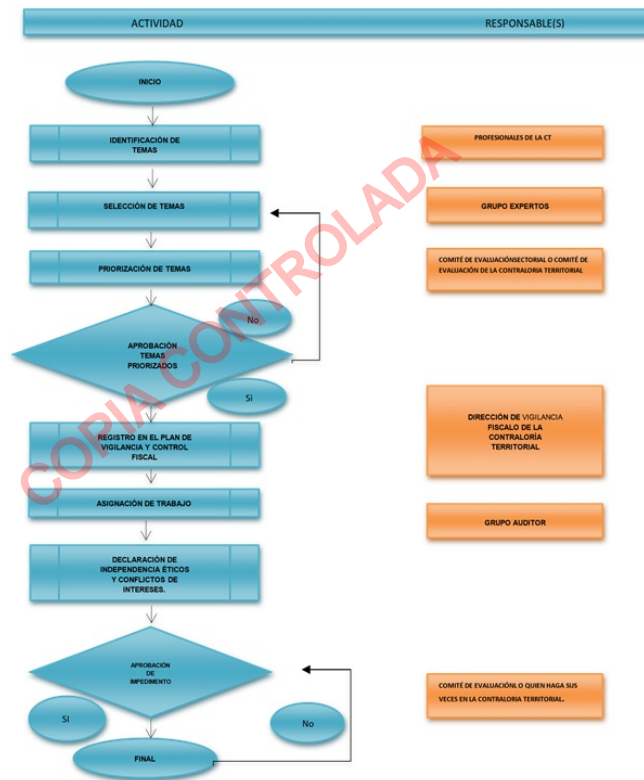 ACTIVIDAD RESPONSABLE(S)
INICIO
IDENTIFICACIÓN DE
TEMAS
PROFESIONALES DE LA CT
SELECCIÓN DE TEMAS
GRUPO EXPERTOS
PRIORIZACIÓN DE TEMAS
COMITÉ DE EVALUACIÓNSECTORIAL O COMITÉ DE
EVALUACIÓN DE LA CONTRALORIA TERRITORIAL
No
APROBACIÓN
TEMAS
PRIORIZADOS
Si
REGISTRO EN EL PLAN DE
VIGILANCIA Y CONTROL
FISCAL
DIRECCIÓN DE VIGILANCIA
FISCALO DE LA
CONTRALORÍA
TERRITORIAL
ASIGNACIÓN DE TRABAJO
GRUPO AUDITOR
DECLARACIÓN DE
INDEPENDENCIA ÉTICOS
Y CONFLICTOS DE
INTERESES.
APROBACIÓN
DE
IMPEDIMENTO
COMITÉ DE EVALUACIÓNL O QUIEN HAGA SUS
VECES EN LA CONTRALORIA TERRITORIAL.
SI
No
FINAL
COPIA CONTROLADA